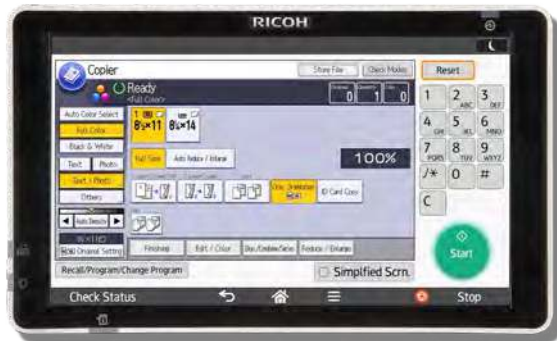 RICOH
Copier
Store File
Check Modes
Reset
Ready
<Full Color>
0 1 0
1 2 ABC 3 DEF
4 GHI 5 JKL 6 MNO
7 PQRS 8 TUV 9 WXYZ
/* 0 #
C
Start
Auto Color Select
Full Color
Black & White
Text Photo
Text / Photo
Others
Auto Density
1
8½×11 8½×14
Full Size
Auto Reduce / Enlarge
100%
ID Card Copy
Original Setting
Finishing
Edit / Color
Dup./Combine/Series
Reduce / Enlarge
Recall/Program/Change Program
Simplified Scrn.
Check Status
Stop